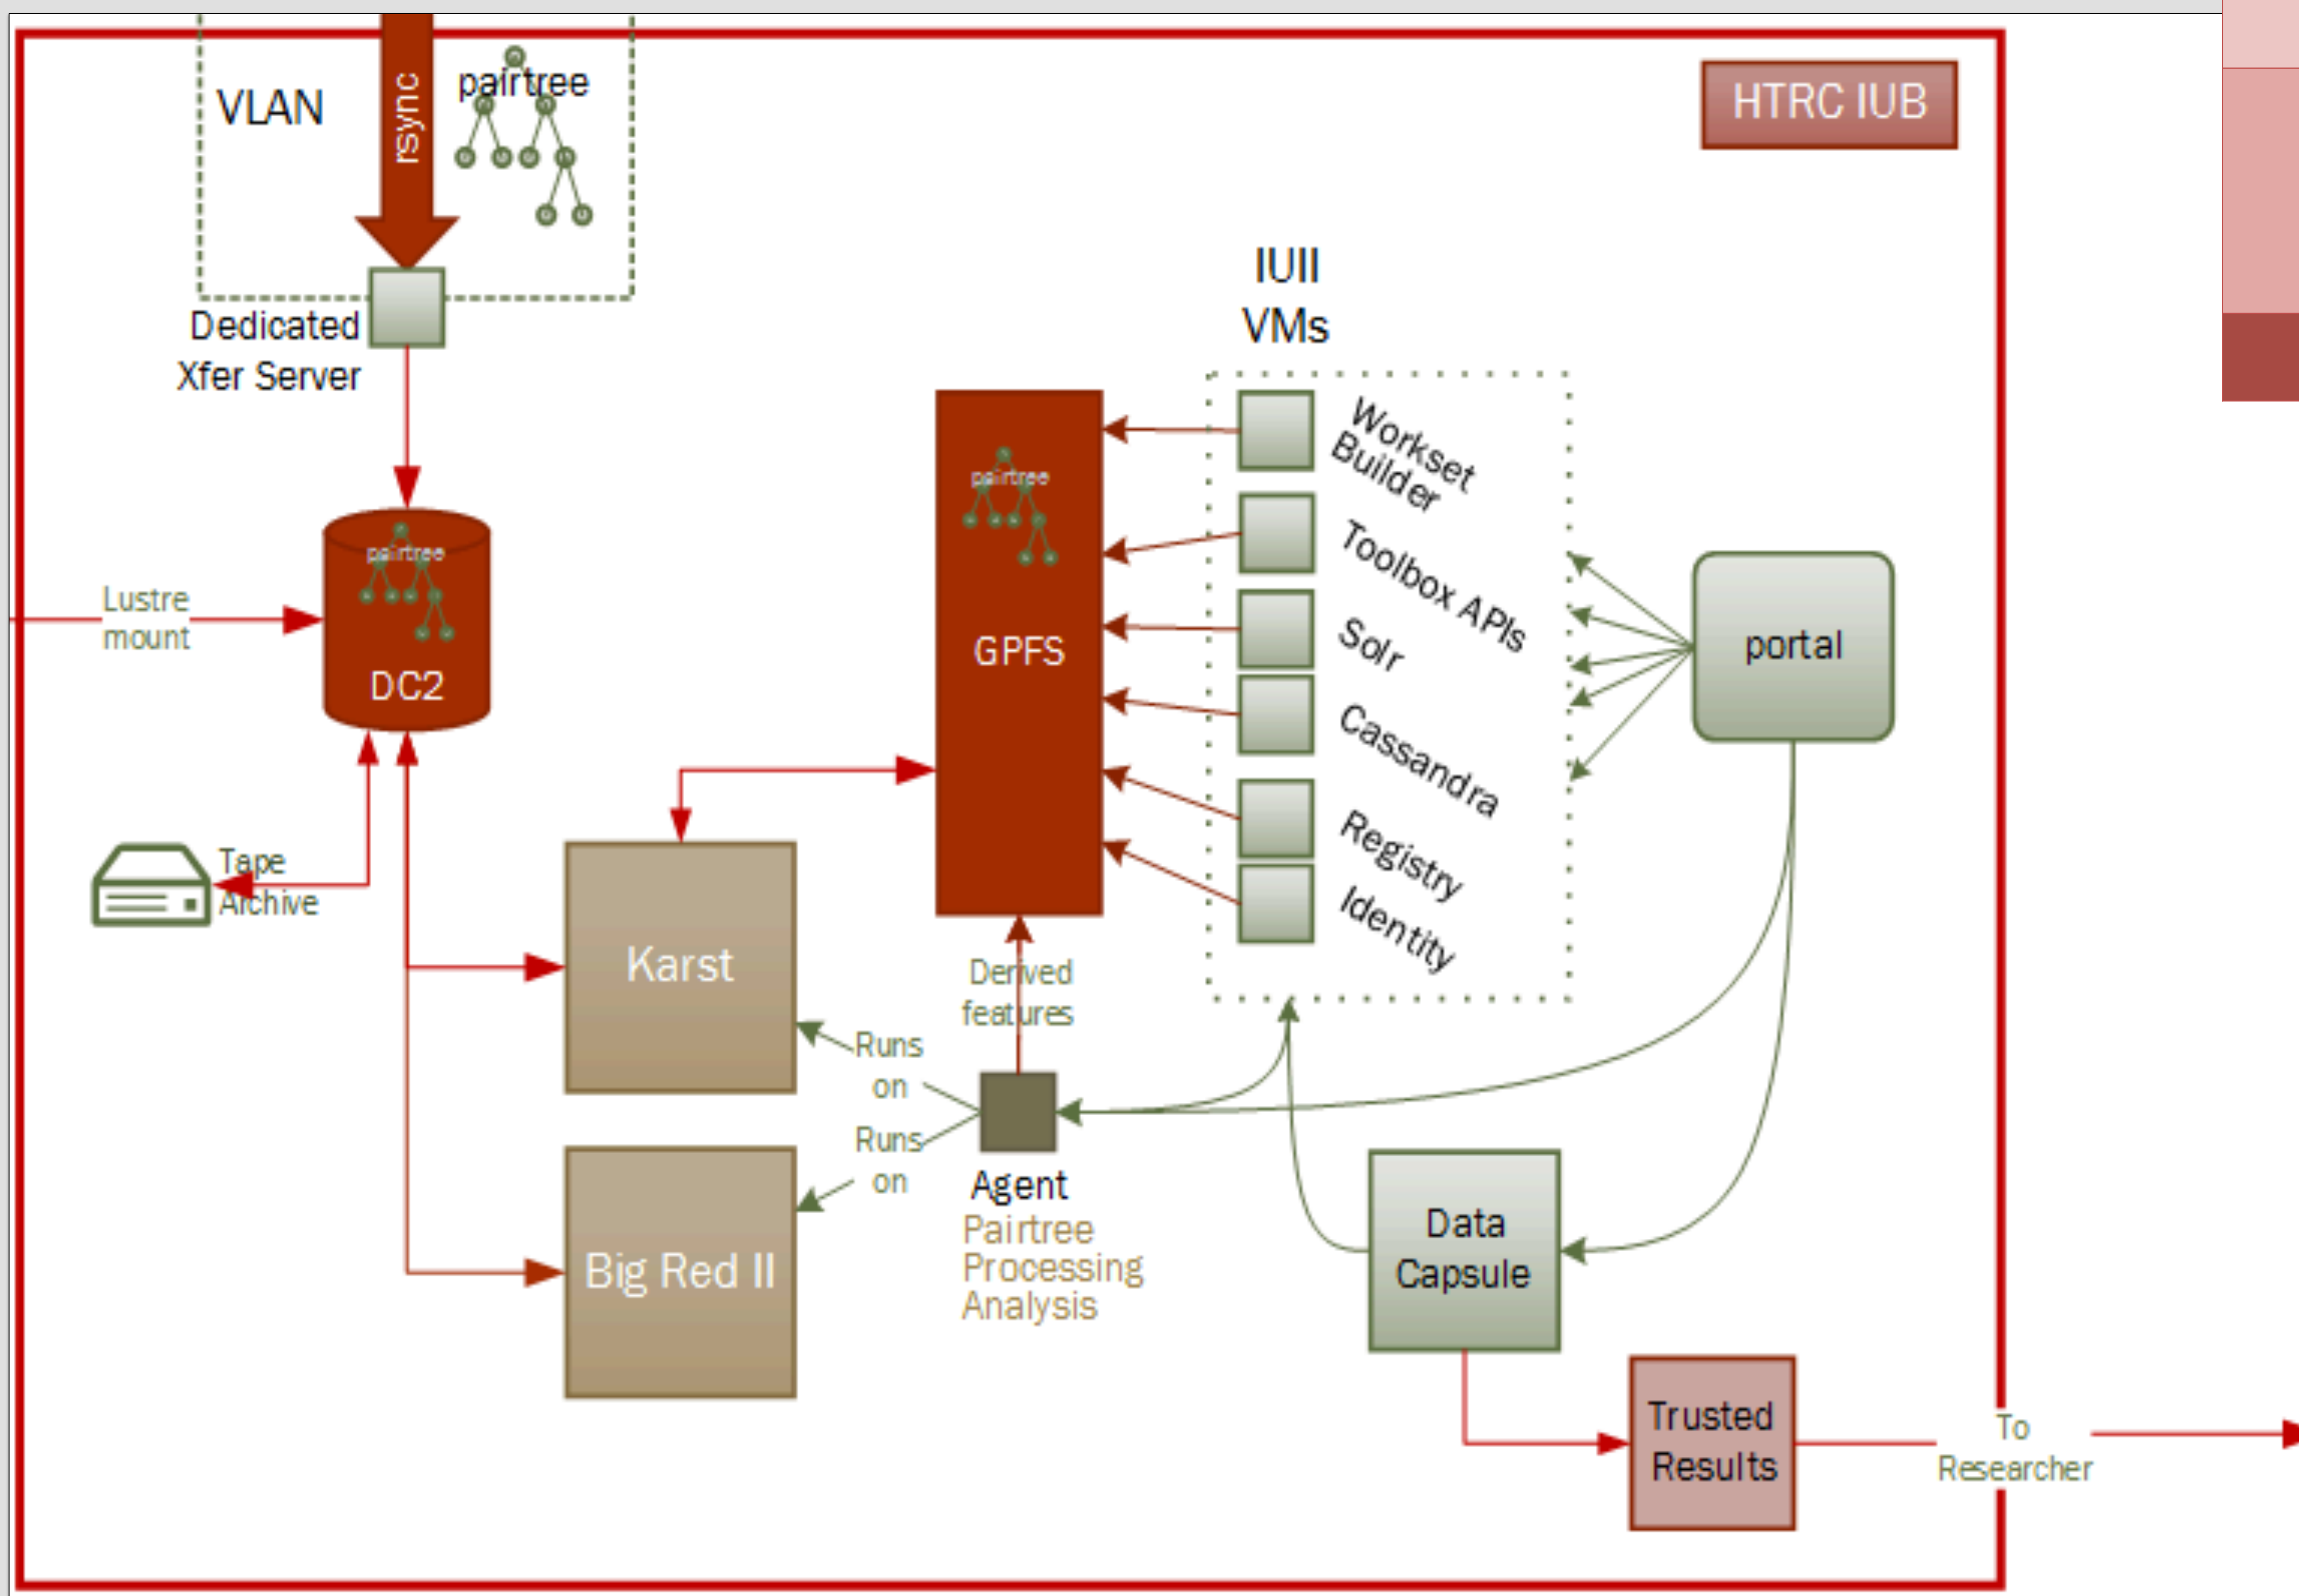 VLAN
rsync
pairtree
HTRC IUB
Dedicated
Xfer Server
IUII
VMs
pairtree
GPFS
Workset
Builder
Toolbox APIs
Solr
Cassandra
Registry
Identity
portal
Lustre
mount
pairtree
DC2
Tape
Archive
Karst
Derived
features
Runs
on
Runs
on
Big Red II
Agent
Pairtree
Processing
Analysis
Data
Capsule
Trusted
Results
To
Researcher